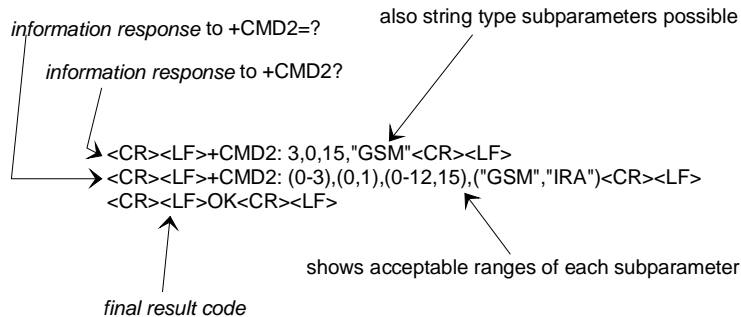 also string type subparameters possible
information response to +CMD2=?
information response to +CMD2?
<CR><LF>+CMD2: 3,0,15,"GSM"<CR><LF>
<CR><LF>+CMD2: (0-3),(0,1),(0-12,15),("GSM","IRA")<CR><LF>
<CR><LF>OK<CR><LF>
shows acceptable ranges of each subparameter
final result code